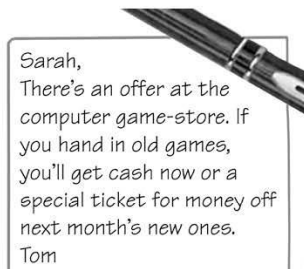 Sarah,
There's an offer at the
computer game-store. If
you hand in old games,
you'll get cash now or a
special ticket for money off
next month's new ones.
Tom